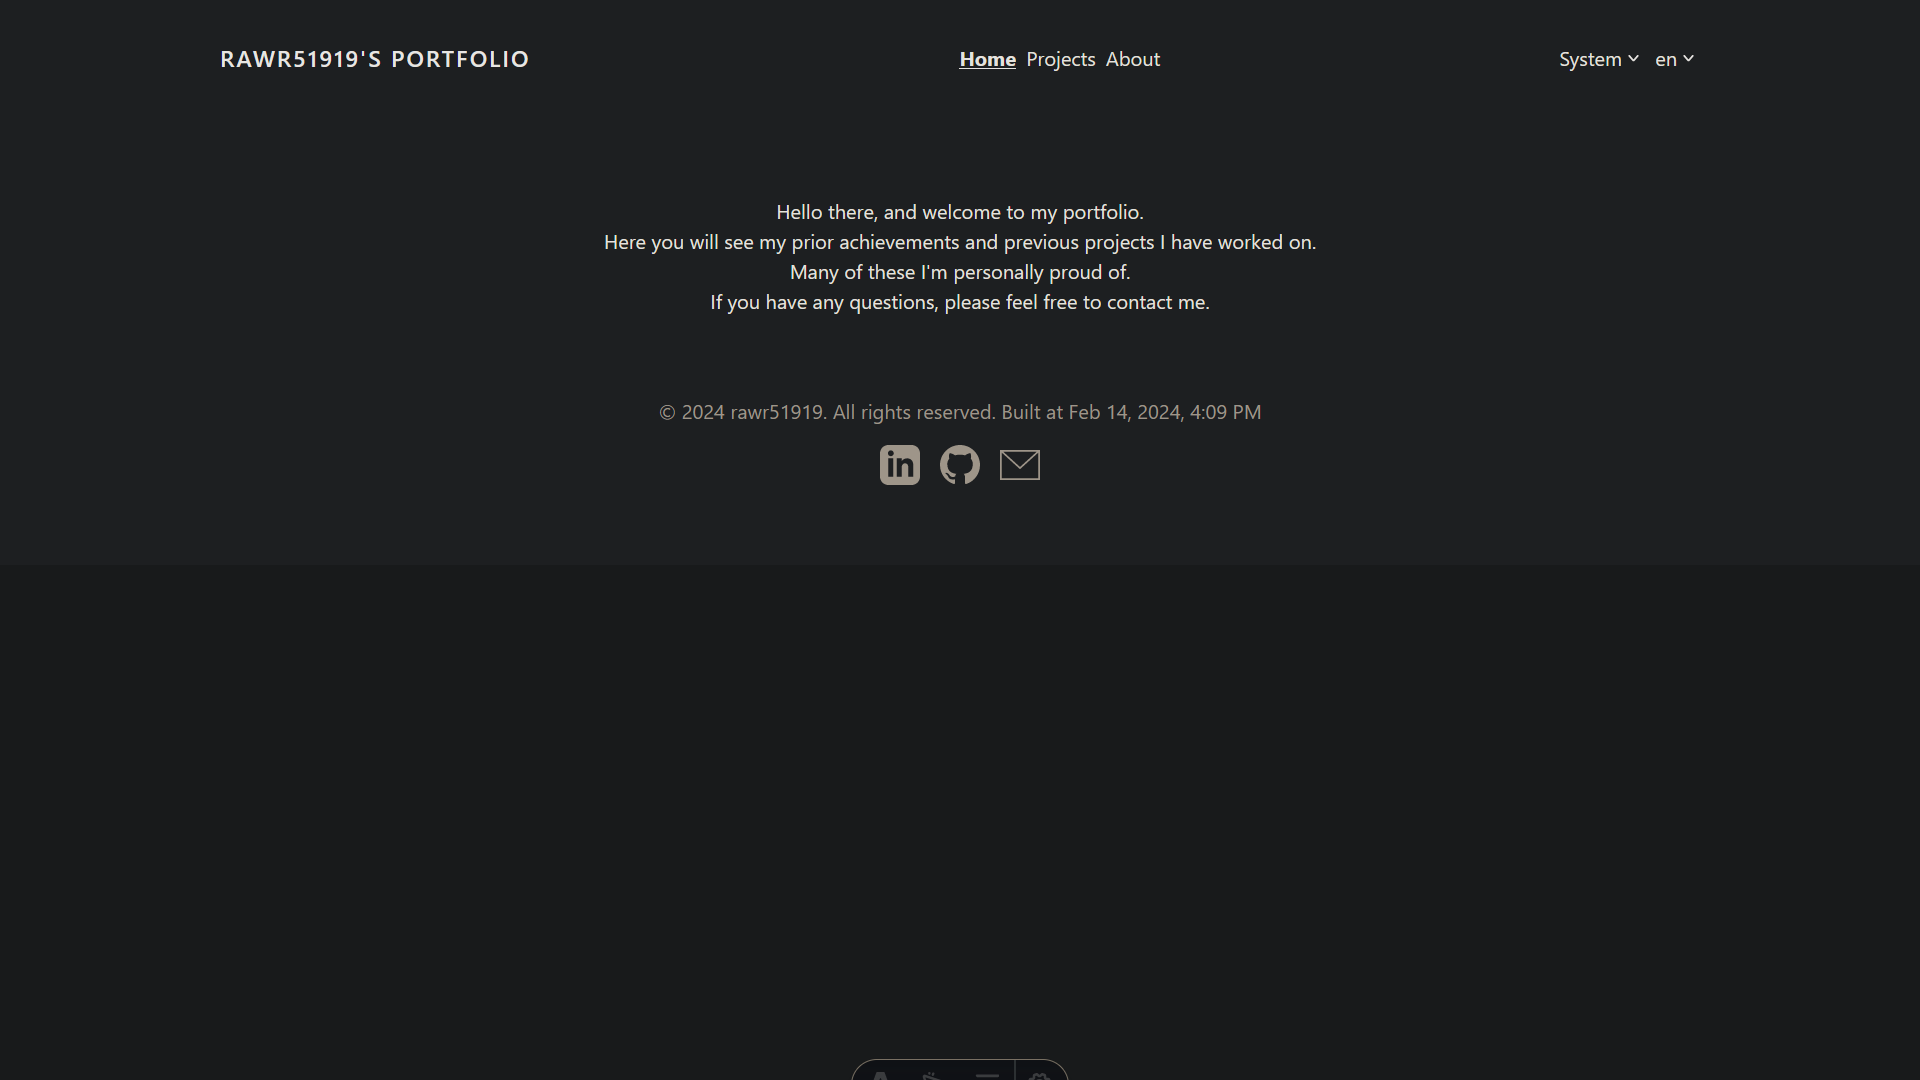 RAWR51919'S PORTFOLIO
Home Projects About
System en
Hello there, and welcome to my portfolio.
Here you will see my prior achievements and previous projects I have worked on.
Many of these I'm personally proud of.
If you have any questions, please feel free to contact me.
© 2024 rawr51919. All rights reserved. Built at Feb 14, 2024, 4:09 PM
in